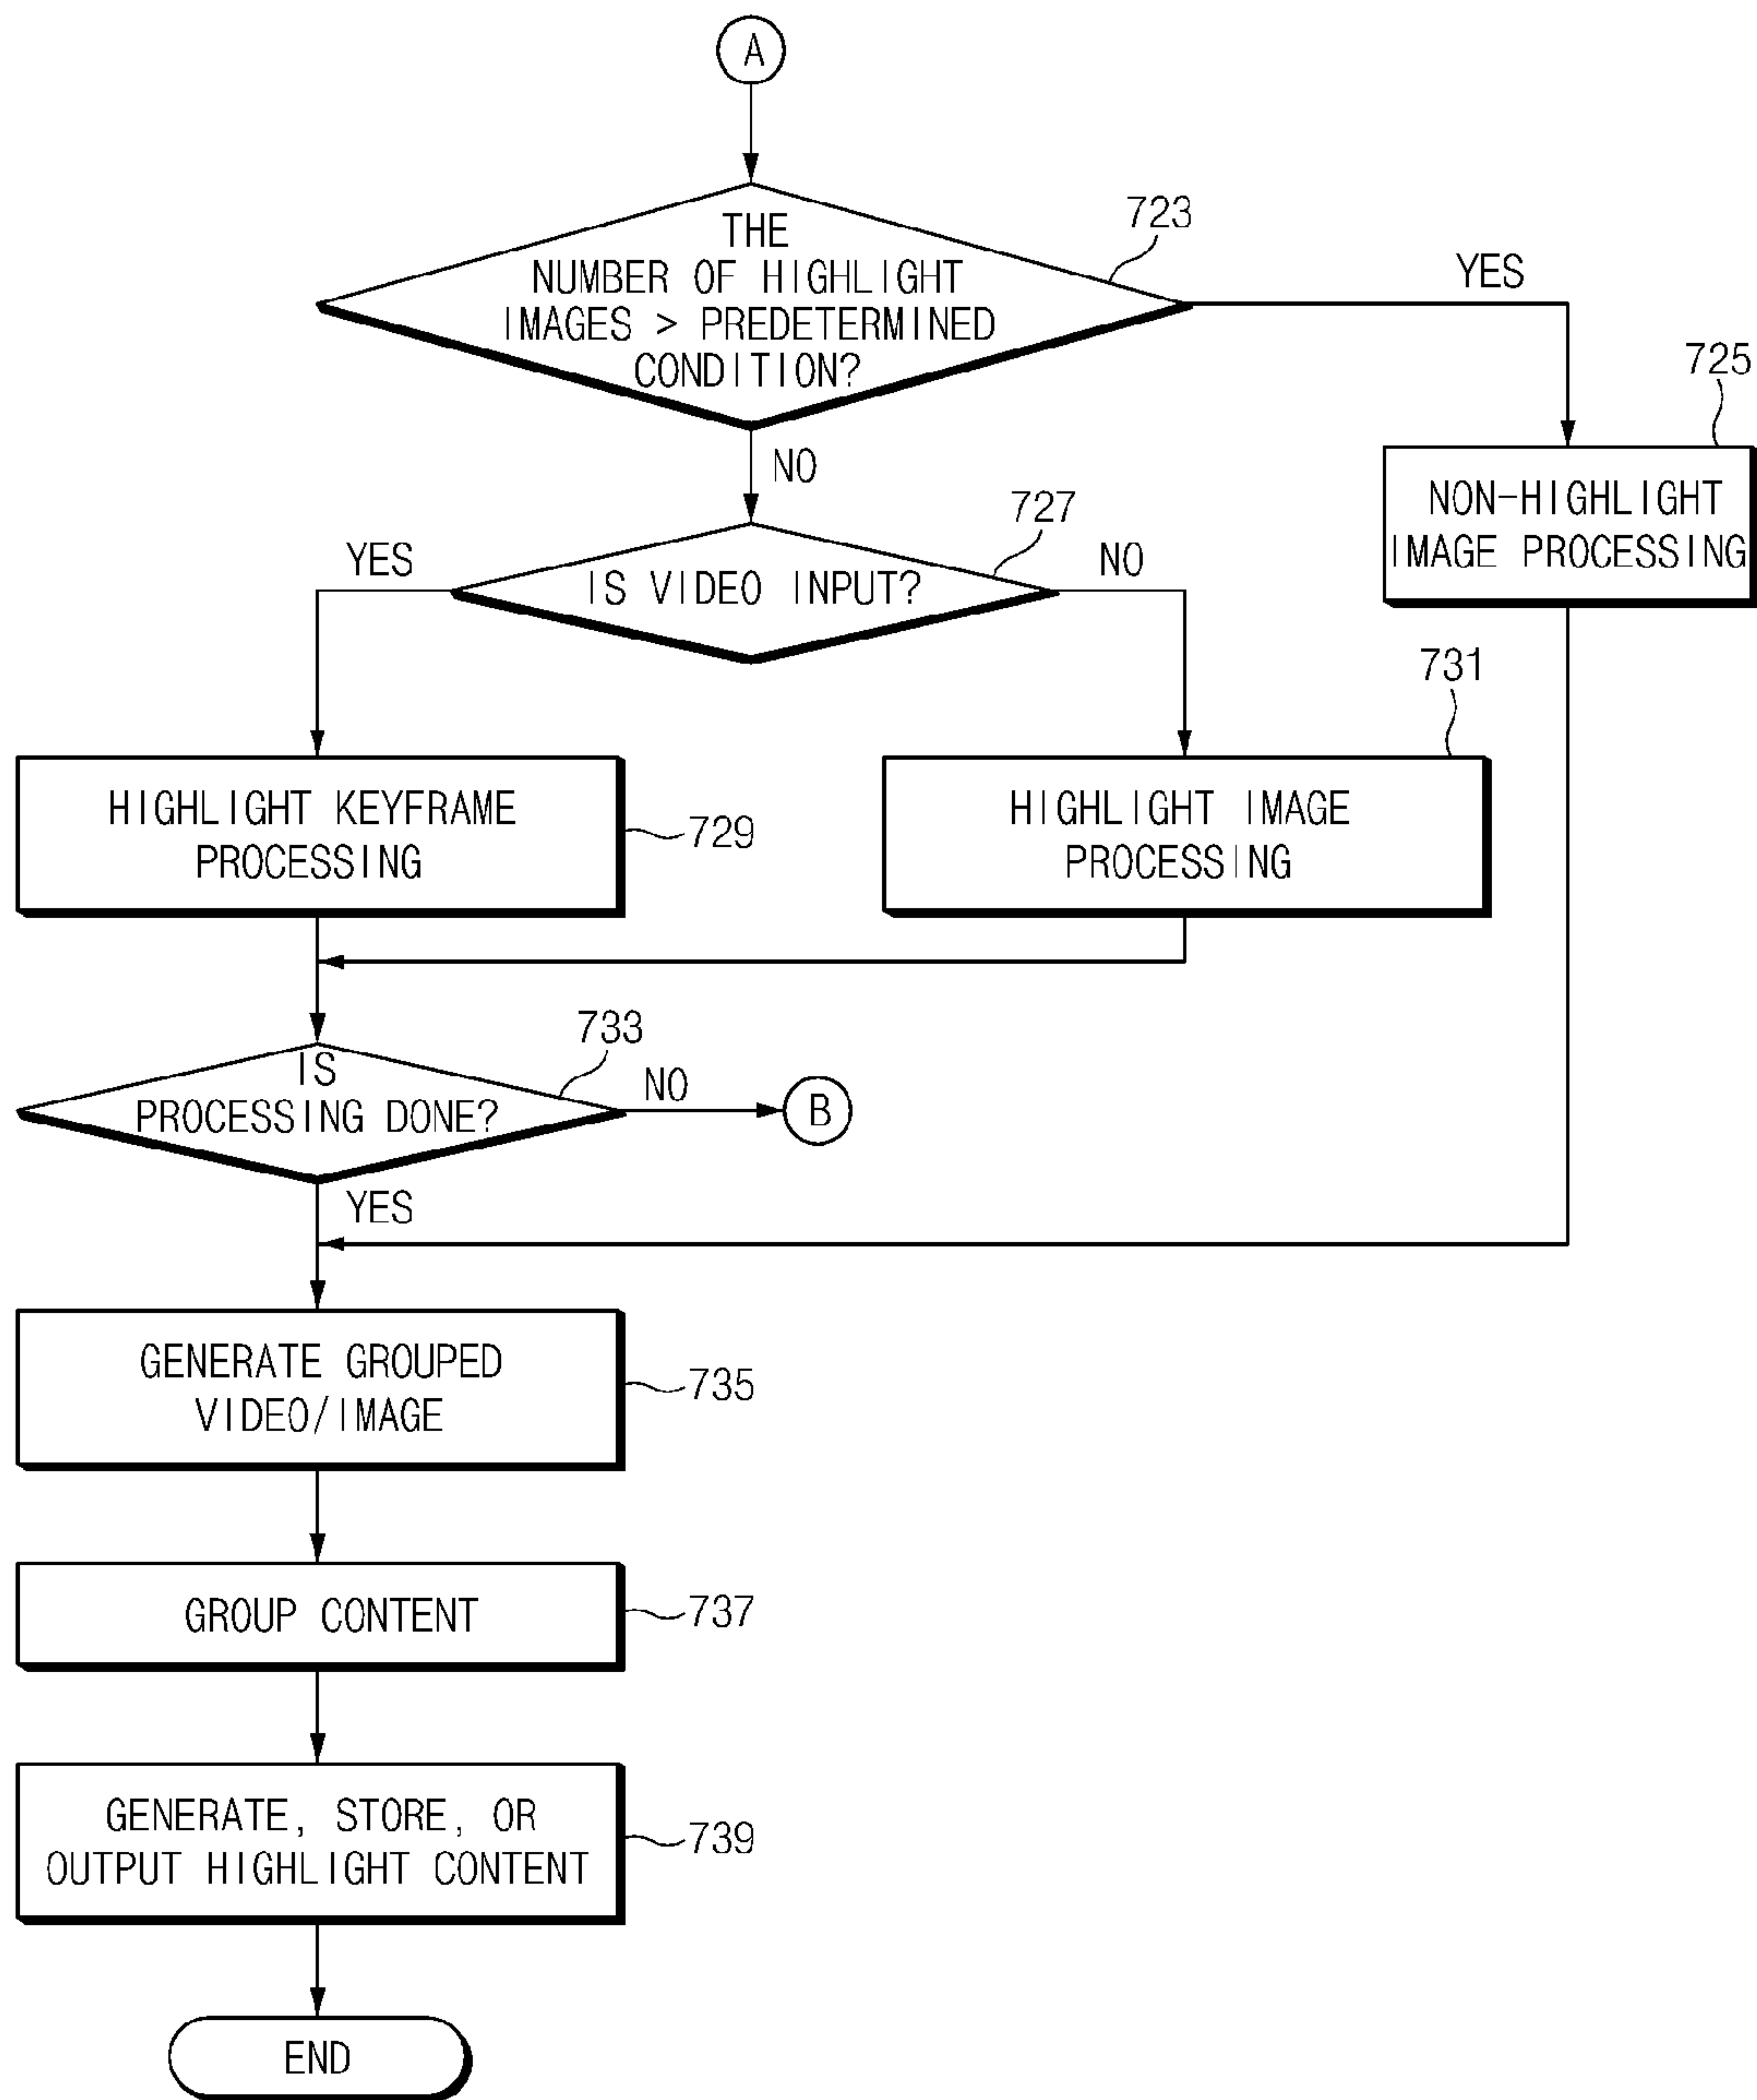 A
THE
NUMBER OF HIGHLIGHT
IMAGES > PREDETERMINED
CONDITION?
723
YES
725
NON-HIGHLIGHT
IMAGE PROCESSING
NO
727
YES
IS VIDEO INPUT?
NO
731
HIGHLIGHT KEYFRAME
PROCESSING
729
HIGHLIGHT IMAGE
PROCESSING
733
IS
PROCESSING DONE?
NO
B
YES
GENERATE GROUPED
VIDEO/IMAGE
735
GROUP CONTENT
737
GENERATE, STORE, OR
OUTPUT HIGHLIGHT CONTENT
739
END